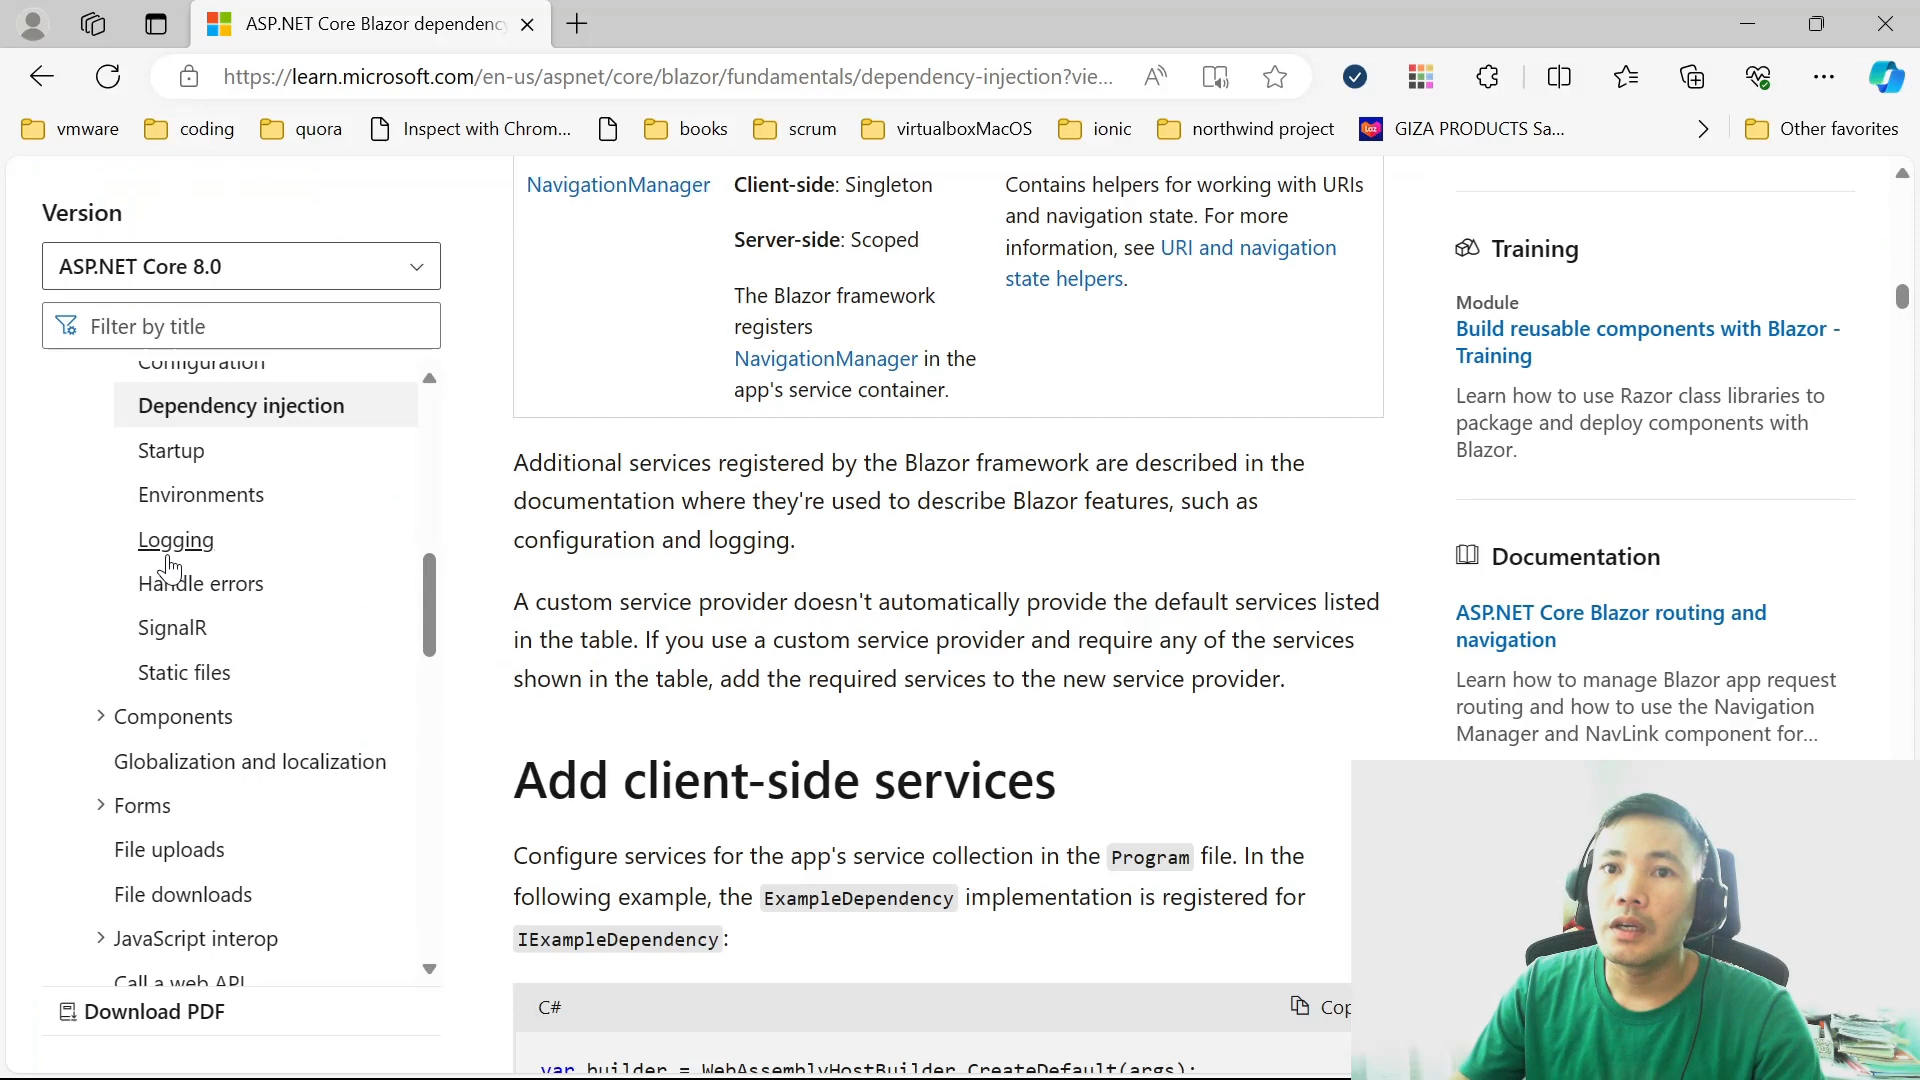 ASP.NET Core Blazor dependenc
https://learn.microsoft.com/en-us/aspnet/core/blazor/fundamentals/dependency-injection?vie...
vmware
coding
quora
Inspect with Chrom...
books
scrum
virtualboxMacOS
ionic
northwind project
GIZA PRODUCTS Sa...
Other favorites
Version
ASP.NET Core 8.0
Filter by title
Configuration
Dependency injection
Startup
Environments
Logging
Handle errors
SignalR
Static files
Components
Globalization and localization
Forms
File uploads
File downloads
JavaScript interop
Call a web API
Download PDF
NavigationManager
Client-side: Singleton
Server-side: Scoped
The Blazor framework
registers
NavigationManager in the
app's service container.
Contains helpers for working with URIs
and navigation state. For more
information, see URI and navigation
state helpers.
Additional services registered by the Blazor framework are described in the
documentation where they're used to describe Blazor features, such as
configuration and logging.
A custom service provider doesn't automatically provide the default services listed
in the table. If you use a custom service provider and require any of the services
shown in the table, add the required services to the new service provider.
Add client-side services
Configure services for the app's service collection in the Program file. In the
following example, the ExampleDependency implementation is registered for
IExampleDependency:
C#
Cop
var builder = WebAssemblyHostBuilder.CreateDefault(args);
Training
Module
Build reusable components with Blazor -
Training
Learn how to use Razor class libraries to
package and deploy components with
Blazor.
Documentation
ASP.NET Core Blazor routing and
navigation
Learn how to manage Blazor app request
routing and how to use the Navigation
Manager and NavLink component for...